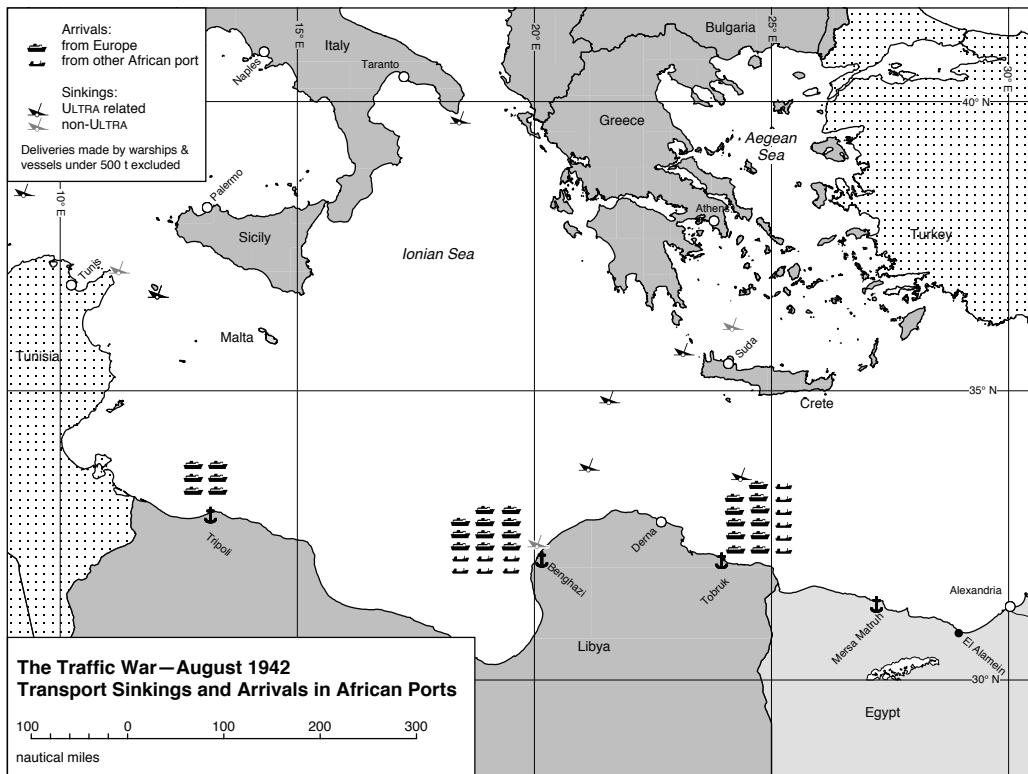 Arrivals:
from Europe
from other African port
Sinkings:
ULTRA related
non-ULTRA
Deliveries made by warships &
vessels under 500 t excluded
15° E
20° E
25° E
30° E
10° E
40° N
35° N
30° N
Italy
Bulgaria
Naples
Taranto
Greece
Aegean
Sea
Palermo
Athens
Sicily
Ionian Sea
Turkey
Tunis
Malta
Tunisia
Suda
Crete
Tripoli
Benghazi
Derna
Tobruk
Alexandria
Mersa Matruh
El Alamein
Libya
Egypt
The Traffic War—August 1942
Transport Sinkings and Arrivals in African Ports
100 0 100 200 300
nautical miles